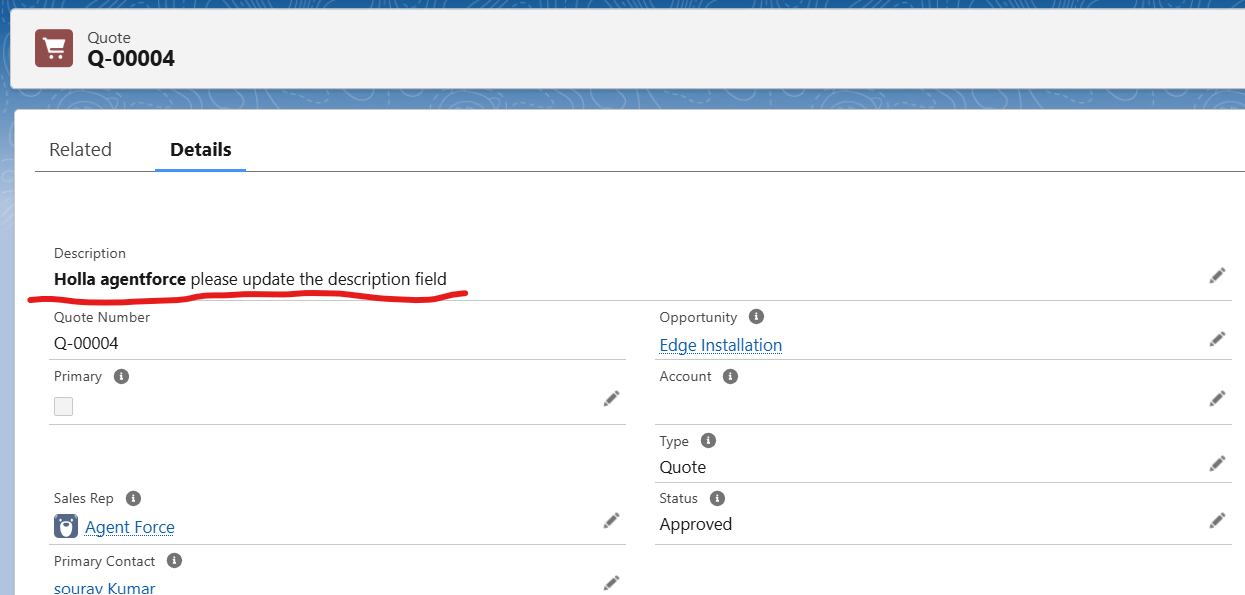 Quote
Q-00004
Related
Details
Description
Holla agentforce please update the description field
Quote Number
Q-00004
Opportunity
Edge Installation
Primary
Account
Type
Quote
Sales Rep
Agent Force
Status
Approved
Primary Contact
sourav Kumar